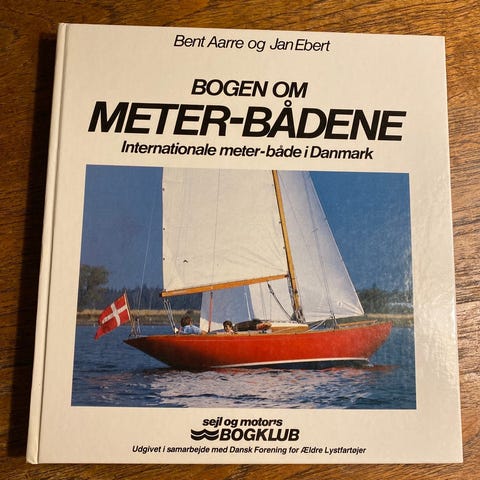 Bent Aarre og Jan Ebert
BOGEN OM
METER-BÅDENE
Internationale meter-både i Danmark
sejl og motors
BOGKLUB
Udgivet i samarbejde med Dansk Forening for Ældre Lystfartøjer